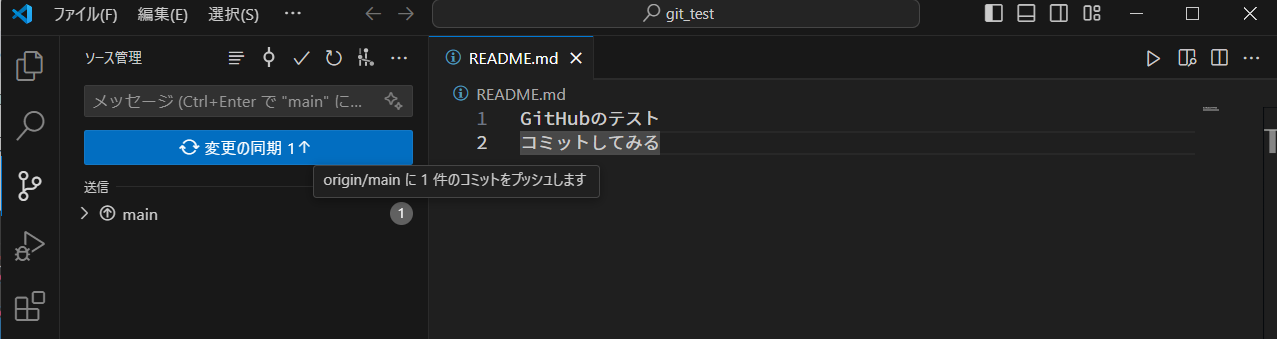 ファイル(F) 編集(E) 選択(S) … git_test
ソース管理 …
README.md
README.md
メッセージ (Ctrl+Enter で "main" に...
変更の同期 1↑
origin/main に 1 件のコミットをプッシュします
送信
main 1
1 GitHubのテスト
2 コミットしてみる